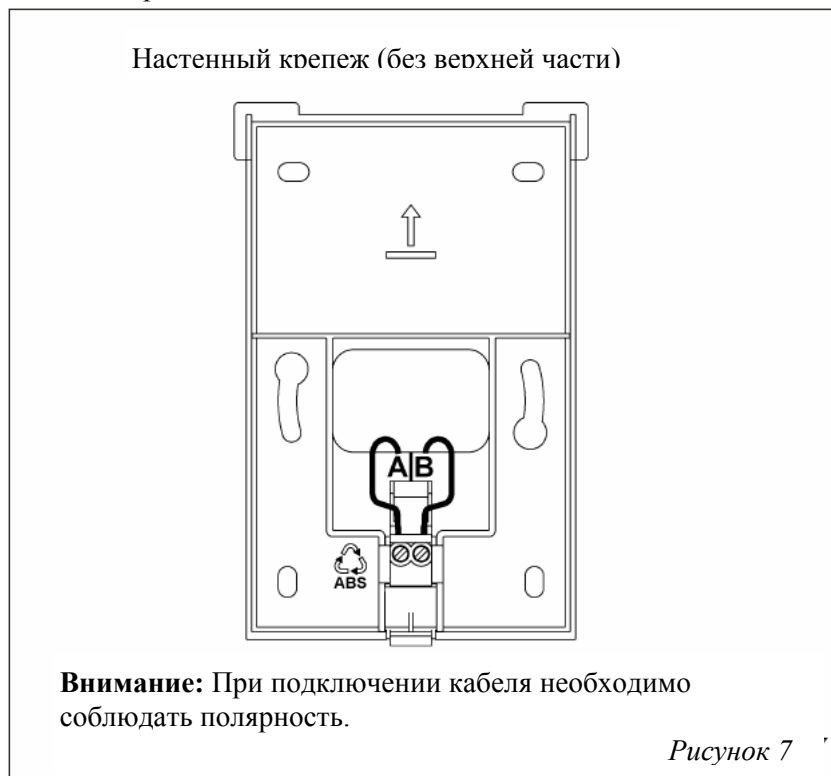 Настенный крепеж (без верхней части)
A B
ABS
Внимание: При подключении кабеля необходимо
соблюдать полярность.
Рисунок 7